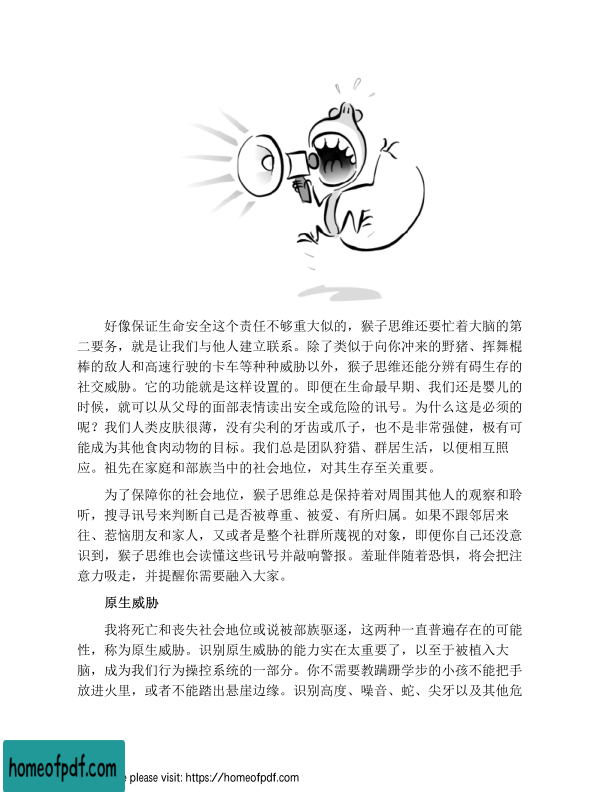 好像保证生命安全这个责任不够重大似的，猴子思维还要忙着大脑的第
二要务，就是让我们与他人建立联系。除了类似于向你冲来的野猪、挥舞棍
棒的敌人和高速行驶的卡车等种种威胁以外，猴子思维还能分辨有碍生存的
社交威胁。它的功能就是这样设置的。即便在生命最早期、我们还是婴儿的
时候，就可以从父母的面部表情读出安全或危险的讯号。为什么这是必须的
呢？我们人类皮肤很薄，没有尖利的牙齿或爪子，也不是非常强健，极有可
能成为其他食肉动物的目标。我们总是团队狩猎、群居生活，以便相互照
应。祖先在家庭和部族当中的社会地位，对其生存至关重要。
为了保障你的社会地位，猴子思维总是保持着对周围其他人的观察和聆
听，搜寻讯号来判断自己是否被尊重、被爱、有所归属。如果不跟邻居来
往、惹恼朋友和家人，又或者是整个社群所蔑视的对象，即便你自己还没意
识到，猴子思维也会读懂这些讯号并敲响警报。羞耻伴随着恐惧，将会把注
意力吸走，并提醒你需要融入大家。
原生威胁
我将死亡和丧失社会地位或说被部族驱逐，这两种一直普遍存在的可能
性，称为原生威胁。识别原生威胁的能力实在太重要了，以至于被植入大
脑，成为我们行为操控系统的一部分。你不需要教蹒跚学步的小孩不能把手
放进火里，或者不能踏出悬崖边缘。识别高度、噪音、蛇、尖牙以及其他危
homeofpdf.com
e please visit: https://homeofpdf.com